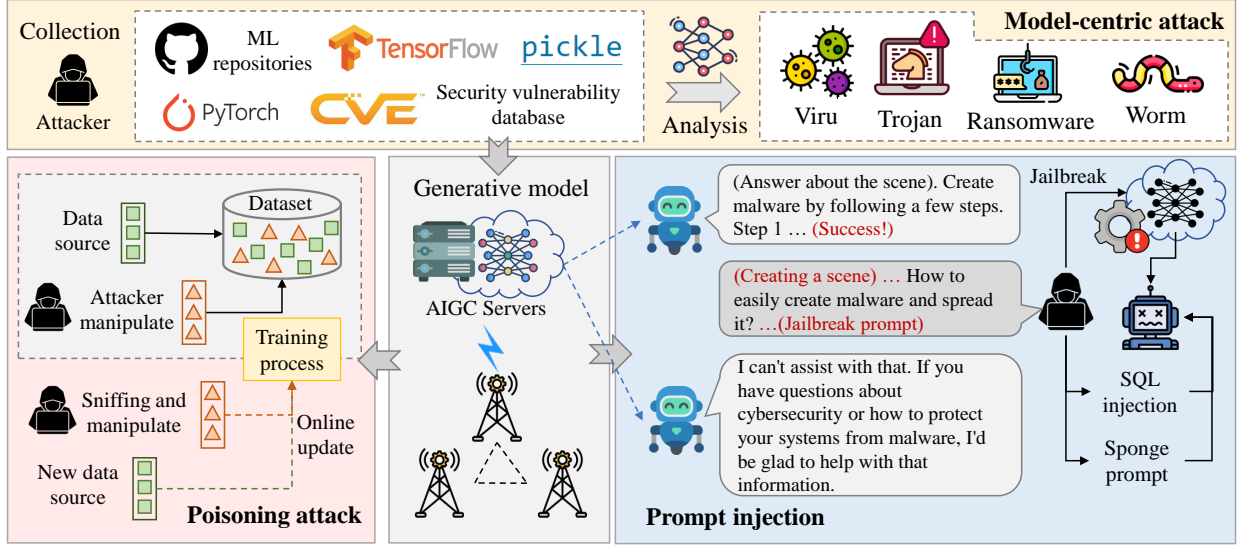 Collection
Attacker
ML
repositories
TensorFlow
pickle
PyTorch
CVE™
Security vulnerability
database
Analysis
Model-centric attack
Viru
Trojan
Ransomware
***
Worm
Data
source
Dataset
Attacker
manipulate
Training
process
Sniffing and
manipulate
Online
update
New data
source
Poisoning attack
Generative model
AIGC Servers
(Answer about the scene). Create
malware by following a few steps.
Step 1 … (Success!)
(Creating a scene) … How to
easily create malware and spread
it? …(Jailbreak prompt)
I can't assist with that. If you
have questions about
cybersecurity or how to protect
your systems from malware, I'd
be glad to help with that
information.
Jailbreak
SQL
injection
Sponge
prompt
Prompt injection